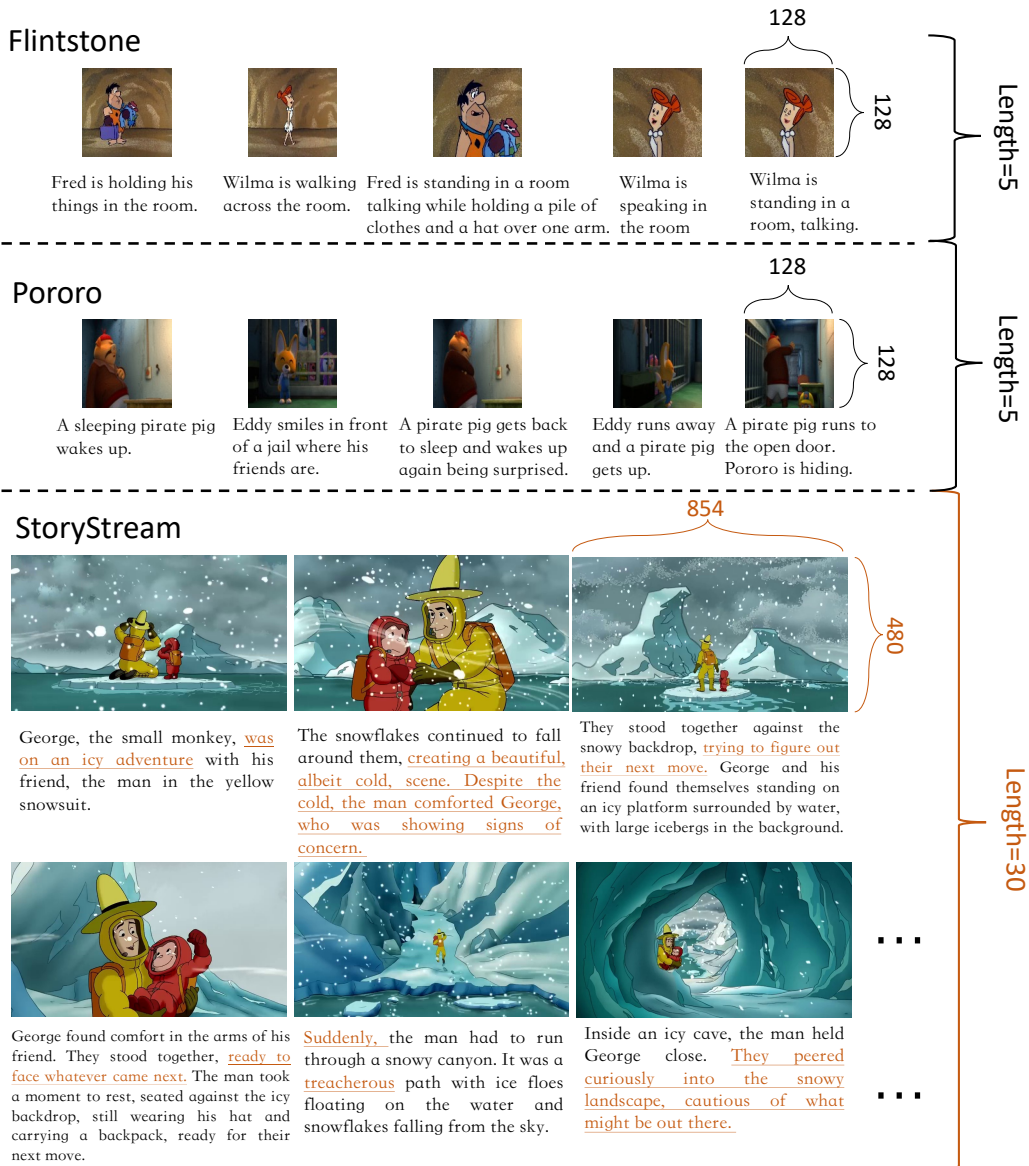 Flintstone
128
128
Length=5
Fred is holding his
things in the room.
Wilma is walking
across the room.
Fred is standing in a room
talking while holding a pile of
clothes and a hat over one arm.
Wilma is
speaking in
the room
Wilma is
standing in a
room, talking.
Pororo
128
128
Length=5
A sleeping pirate pig
wakes up.
Eddy smiles in front
of a jail where his
friends are.
A pirate pig gets back
to sleep and wakes up
again being surprised.
Eddy runs away
and a pirate pig
gets up.
A pirate pig runs to
the open door.
Pororo is hiding.
StoryStream
854
480
Length=30
George, the small monkey, was
on an icy adventure with his
friend, the man in the yellow
snowsuit.
The snowflakes continued to fall
around them, creating a beautiful,
albeit cold, scene. Despite the
cold, the man comforted George,
who was showing signs of
concern.
They stood together against the
snowy backdrop, trying to figure out
their next move. George and his
friend found themselves standing on
an icy platform surrounded by water,
with large icebergs in the background.
George found comfort in the arms of his
friend. They stood together, ready to
face whatever came next. The man took
a moment to rest, seated against the icy
backdrop, still wearing his hat and
carrying a backpack, ready for their
next move.
Suddenly, the man had to run
through a snowy canyon. It was a
treacherous path with ice floes
floating on the water and
snowflakes falling from the sky.
Inside an icy cave, the man held
George close. They peered
curiously into the snowy
landscape, cautious of what
might be out there.
...
...